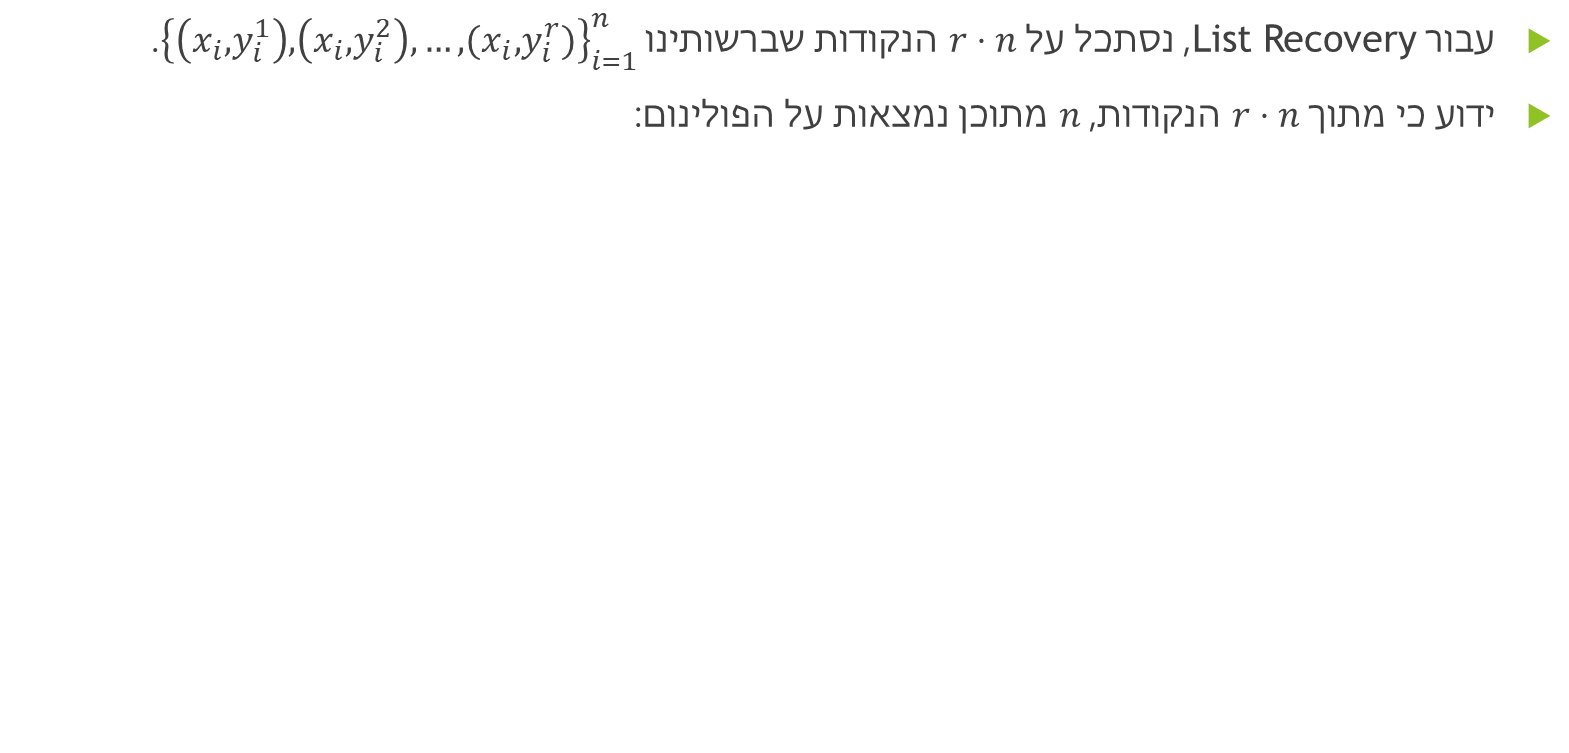 עבור List Recovery, נסתכל על r · n הנקודות שברשותינו {(x_i,y_i^1),(x_i,y_i^2), … ,(x_i,y_i^r)}_{i=1}^n.
ידוע כי מתוך r · n הנקודות, n מתוכן נמצאות על הפולינום: